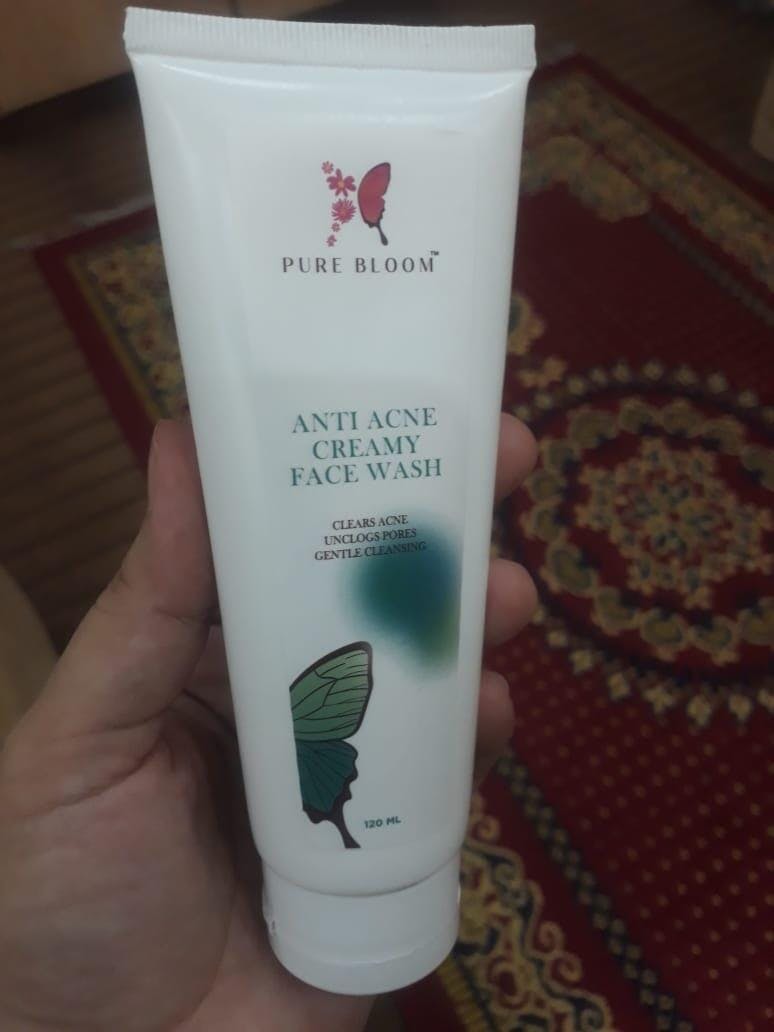 PURE BLOOM™
ANTI ACNE
CREAMY
FACE WASH
CLEARS ACNE
UNCLOGS PORES
GENTLE CLEANSING
120 ML